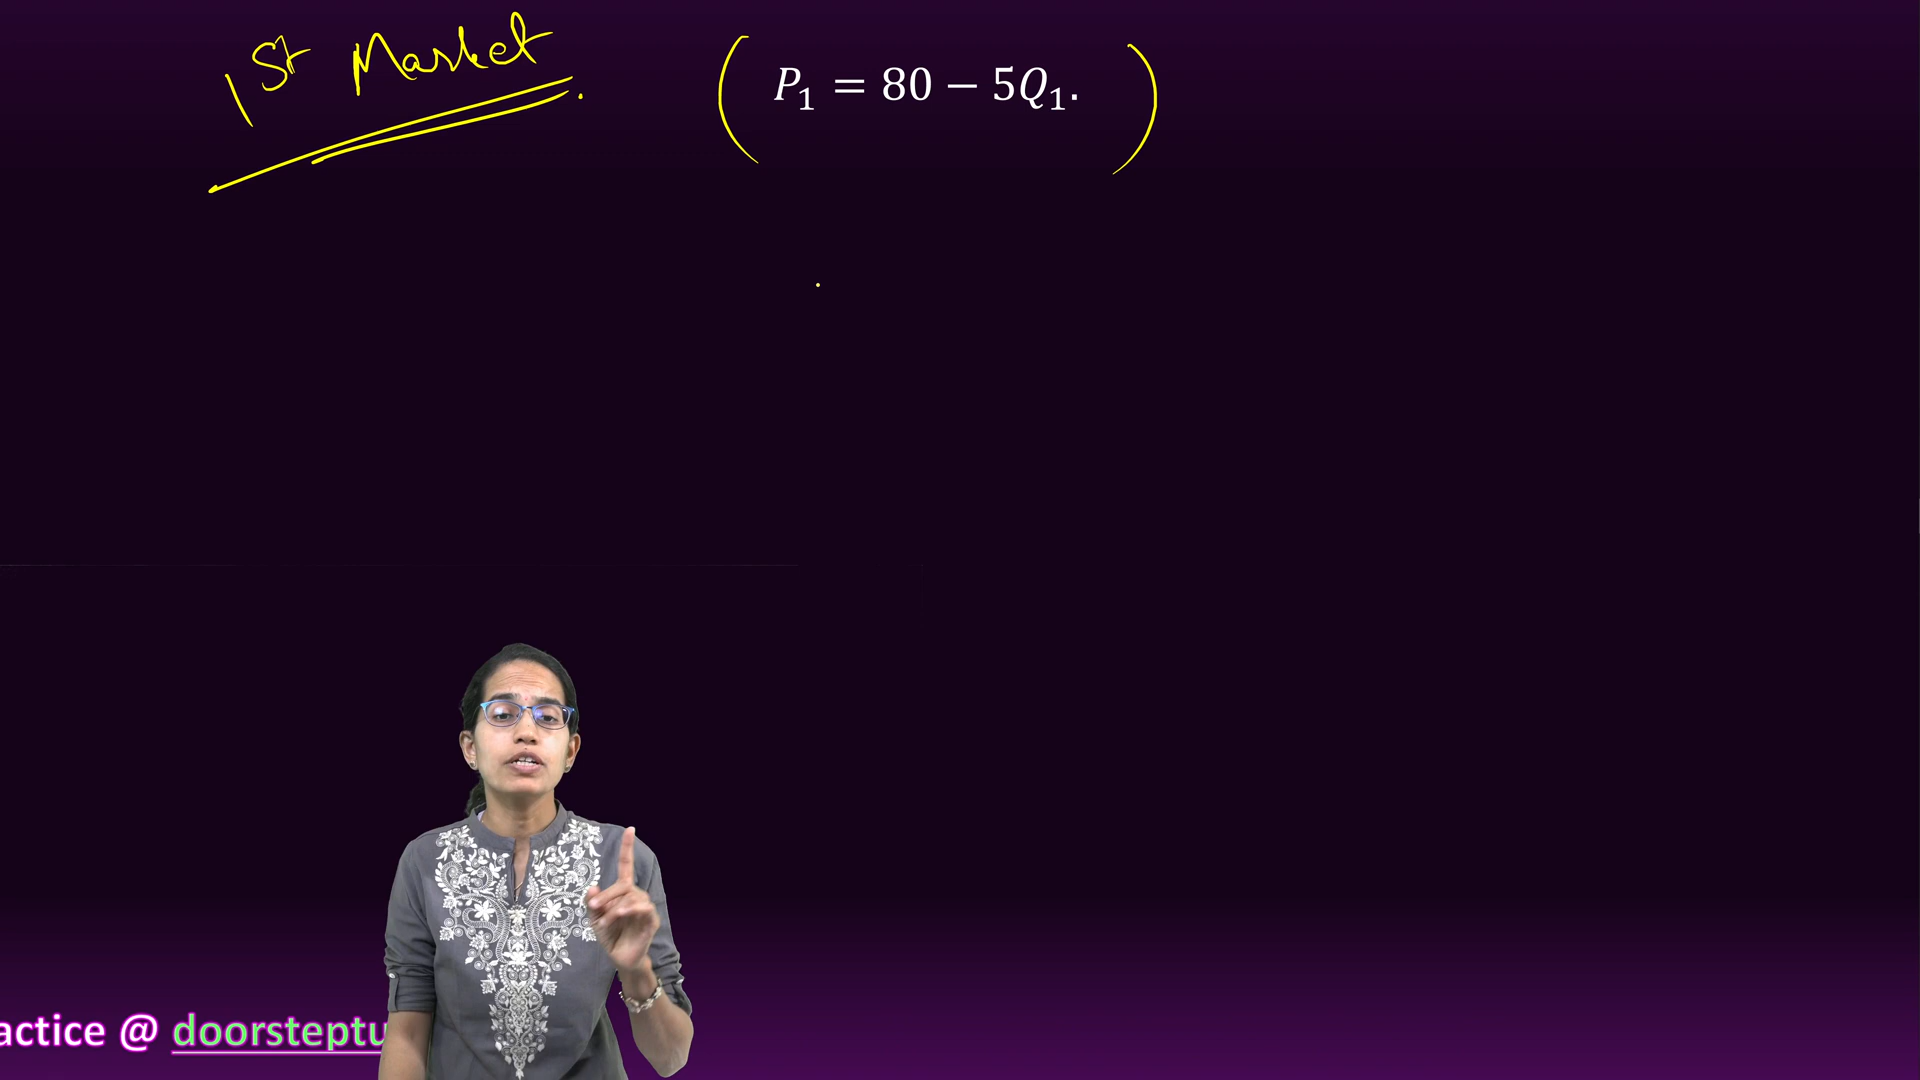 1st Market. ( P₁ = 80 − 5Q₁. )
actice @ doorsteptu